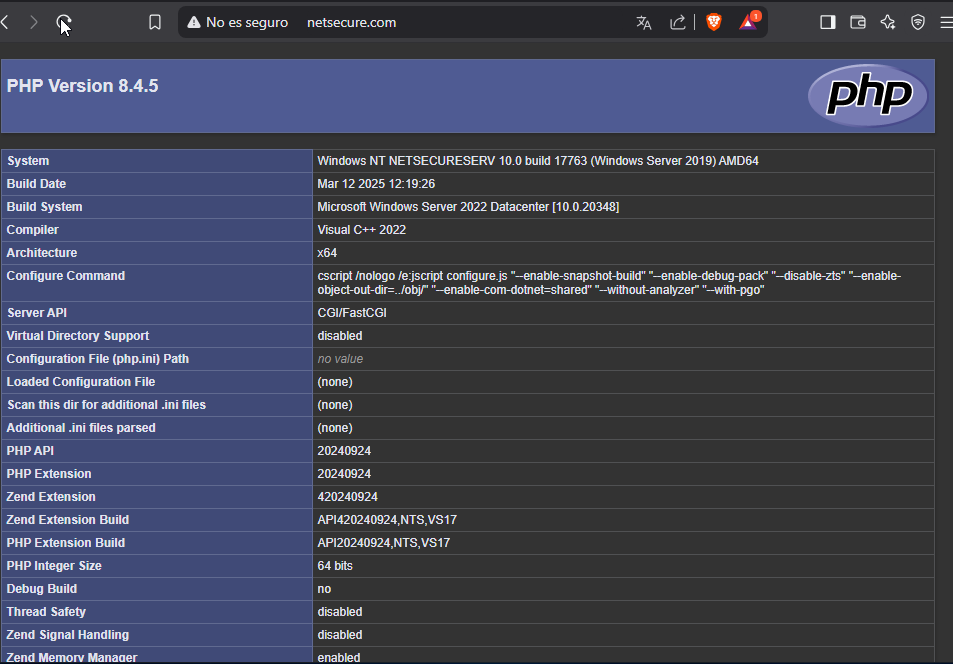 No es seguro netsecure.com
1
PHP Version 8.4.5
php
System Windows NT NETSECURESERV 10.0 build 17763 (Windows Server 2019) AMD64
Build Date Mar 12 2025 12:19:26
Build System Microsoft Windows Server 2022 Datacenter [10.0.20348]
Compiler Visual C++ 2022
Architecture x64
Configure Command cscript /nologo /e:jscript configure.js "--enable-snapshot-build" "--enable-debug-pack" "--disable-zts" "--enable-
object-out-dir=../obj/" "--enable-com-dotnet=shared" "--without-analyzer" "--with-pgo"
Server API CGI/FastCGI
Virtual Directory Support disabled
Configuration File (php.ini) Path no value
Loaded Configuration File (none)
Scan this dir for additional .ini files (none)
Additional .ini files parsed (none)
PHP API 20240924
PHP Extension 20240924
Zend Extension 420240924
Zend Extension Build API420240924,NTS,VS17
PHP Extension Build API20240924,NTS,VS17
PHP Integer Size 64 bits
Debug Build no
Thread Safety disabled
Zend Signal Handling disabled
Zend Memory Manager enabled